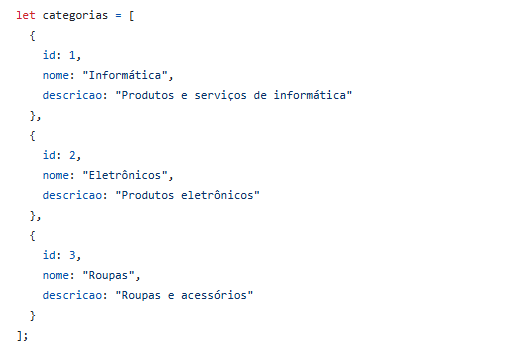 let categorias = [
  {
    id: 1,
    nome: "Informática",
    descricao: "Produtos e serviços de informática"
  },
  {
    id: 2,
    nome: "Eletrônicos",
    descricao: "Produtos eletrônicos"
  },
  {
    id: 3,
    nome: "Roupas",
    descricao: "Roupas e acessórios"
  }
];